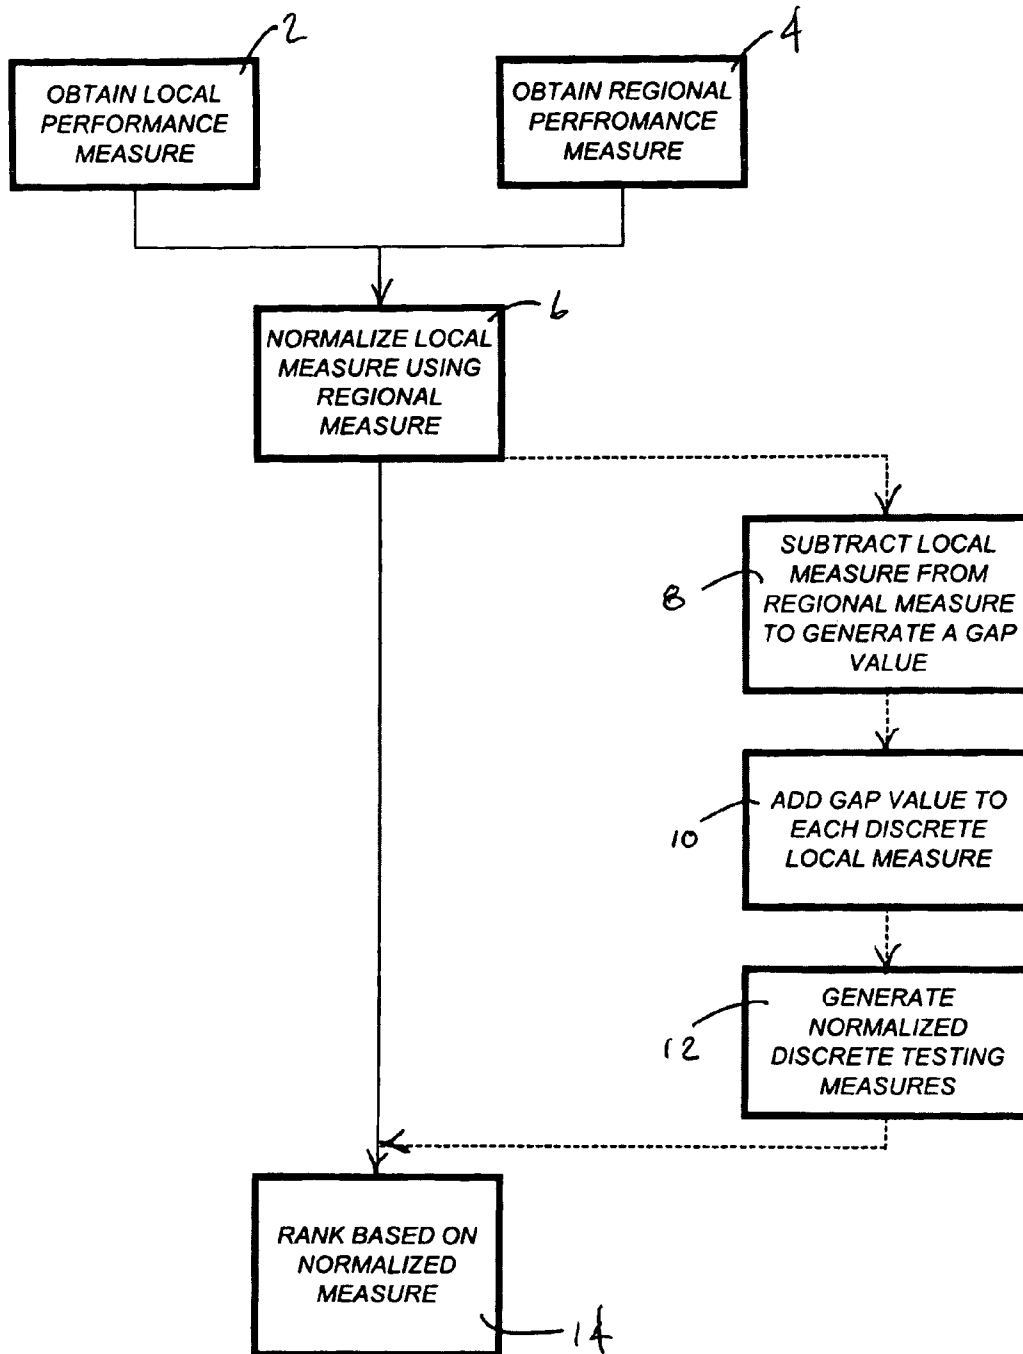 2
4
OBTAIN LOCAL
PERFORMANCE
MEASURE
OBTAIN REGIONAL
PERFROMANCE
MEASURE
6
NORMALIZE LOCAL
MEASURE USING
REGIONAL
MEASURE
8
SUBTRACT LOCAL
MEASURE FROM
REGIONAL MEASURE
TO GENERATE A GAP
VALUE
10
ADD GAP VALUE TO
EACH DISCRETE
LOCAL MEASURE
12
GENERATE
NORMALIZED
DISCRETE TESTING
MEASURES
RANK BASED ON
NORMALIZED
MEASURE
14